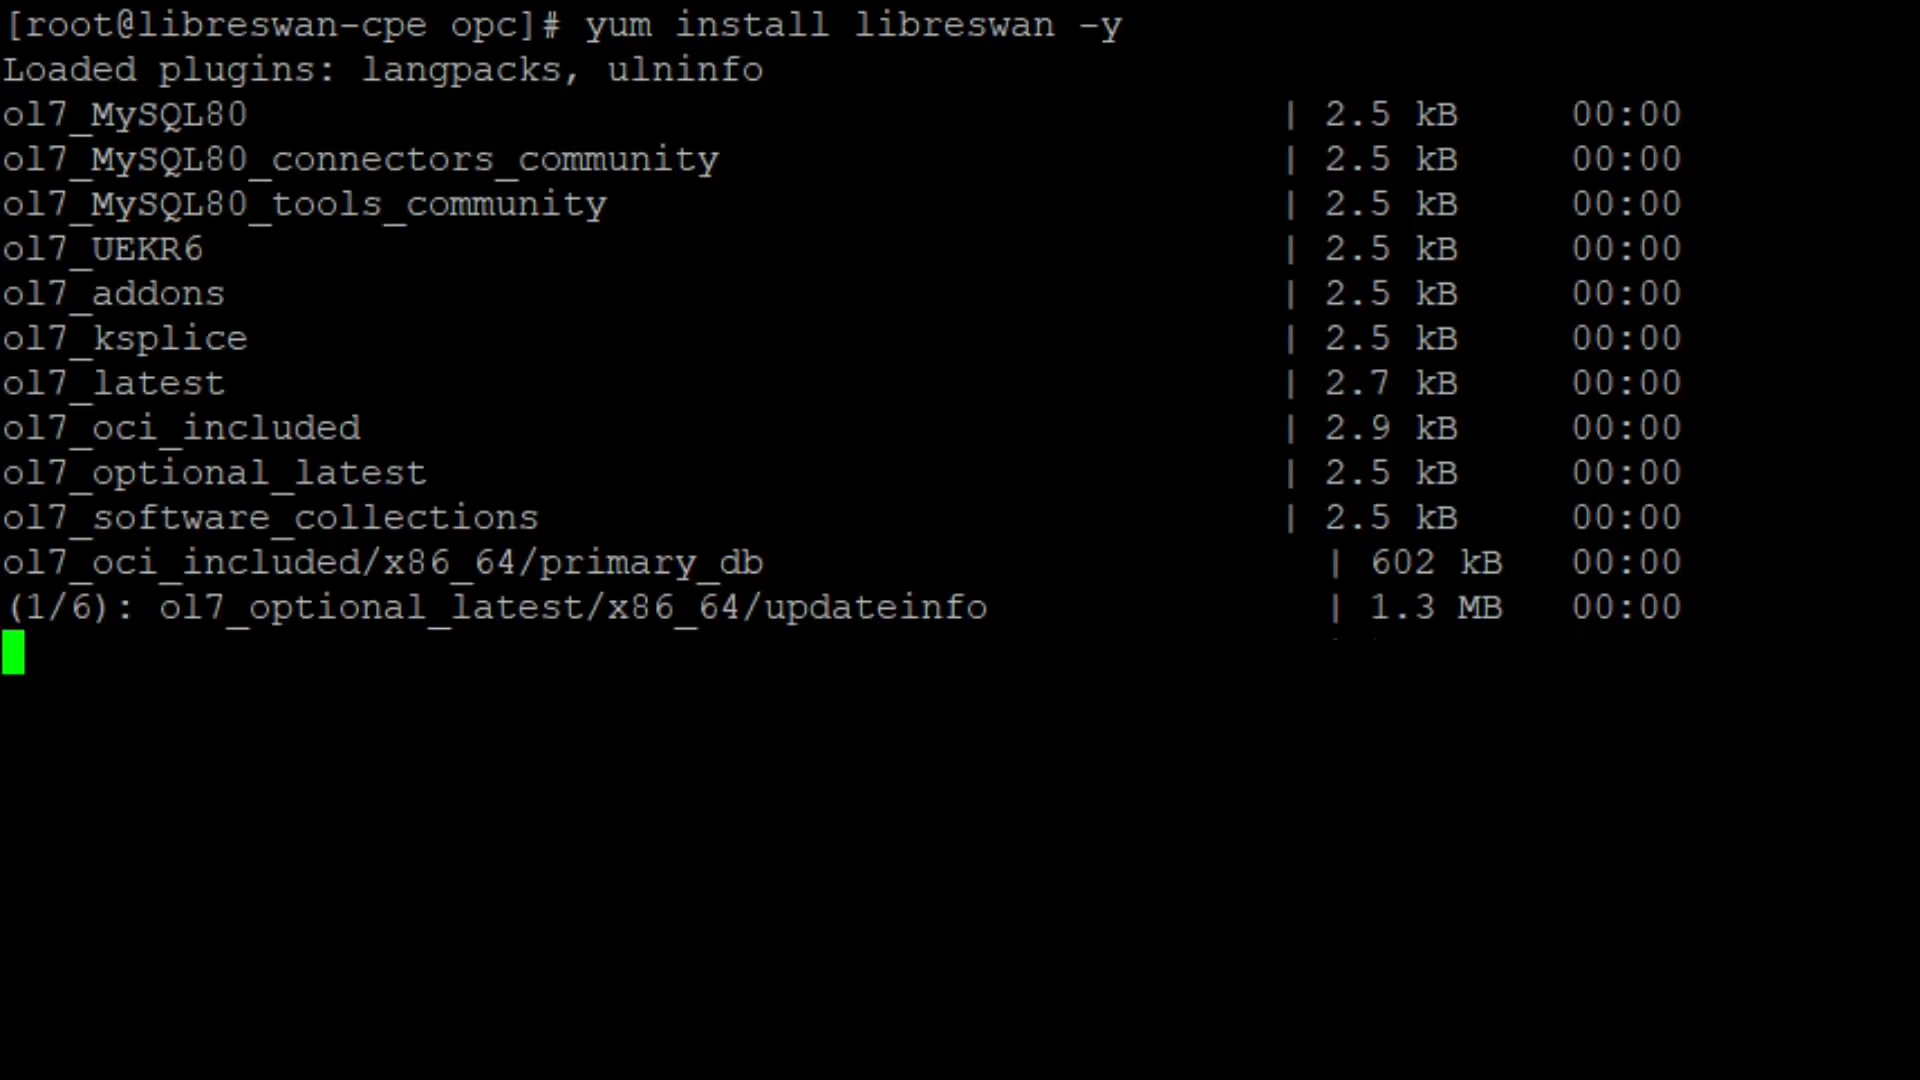 [root@libreswan-cpe opc]# yum install libreswan -y
Loaded plugins: langpacks, ulninfo
ol7_MySQL80 | 2.5 kB 00:00
ol7_MySQL80_connectors_community | 2.5 kB 00:00
ol7_MySQL80_tools_community | 2.5 kB 00:00
ol7_UEKR6 | 2.5 kB 00:00
ol7_addons | 2.5 kB 00:00
ol7_ksplice | 2.5 kB 00:00
ol7_latest | 2.7 kB 00:00
ol7_oci_included | 2.9 kB 00:00
ol7_optional_latest | 2.5 kB 00:00
ol7_software_collections | 2.5 kB 00:00
ol7_oci_included/x86_64/primary_db | 602 kB 00:00
(1/6): ol7_optional_latest/x86_64/updateinfo | 1.3 MB 00:00